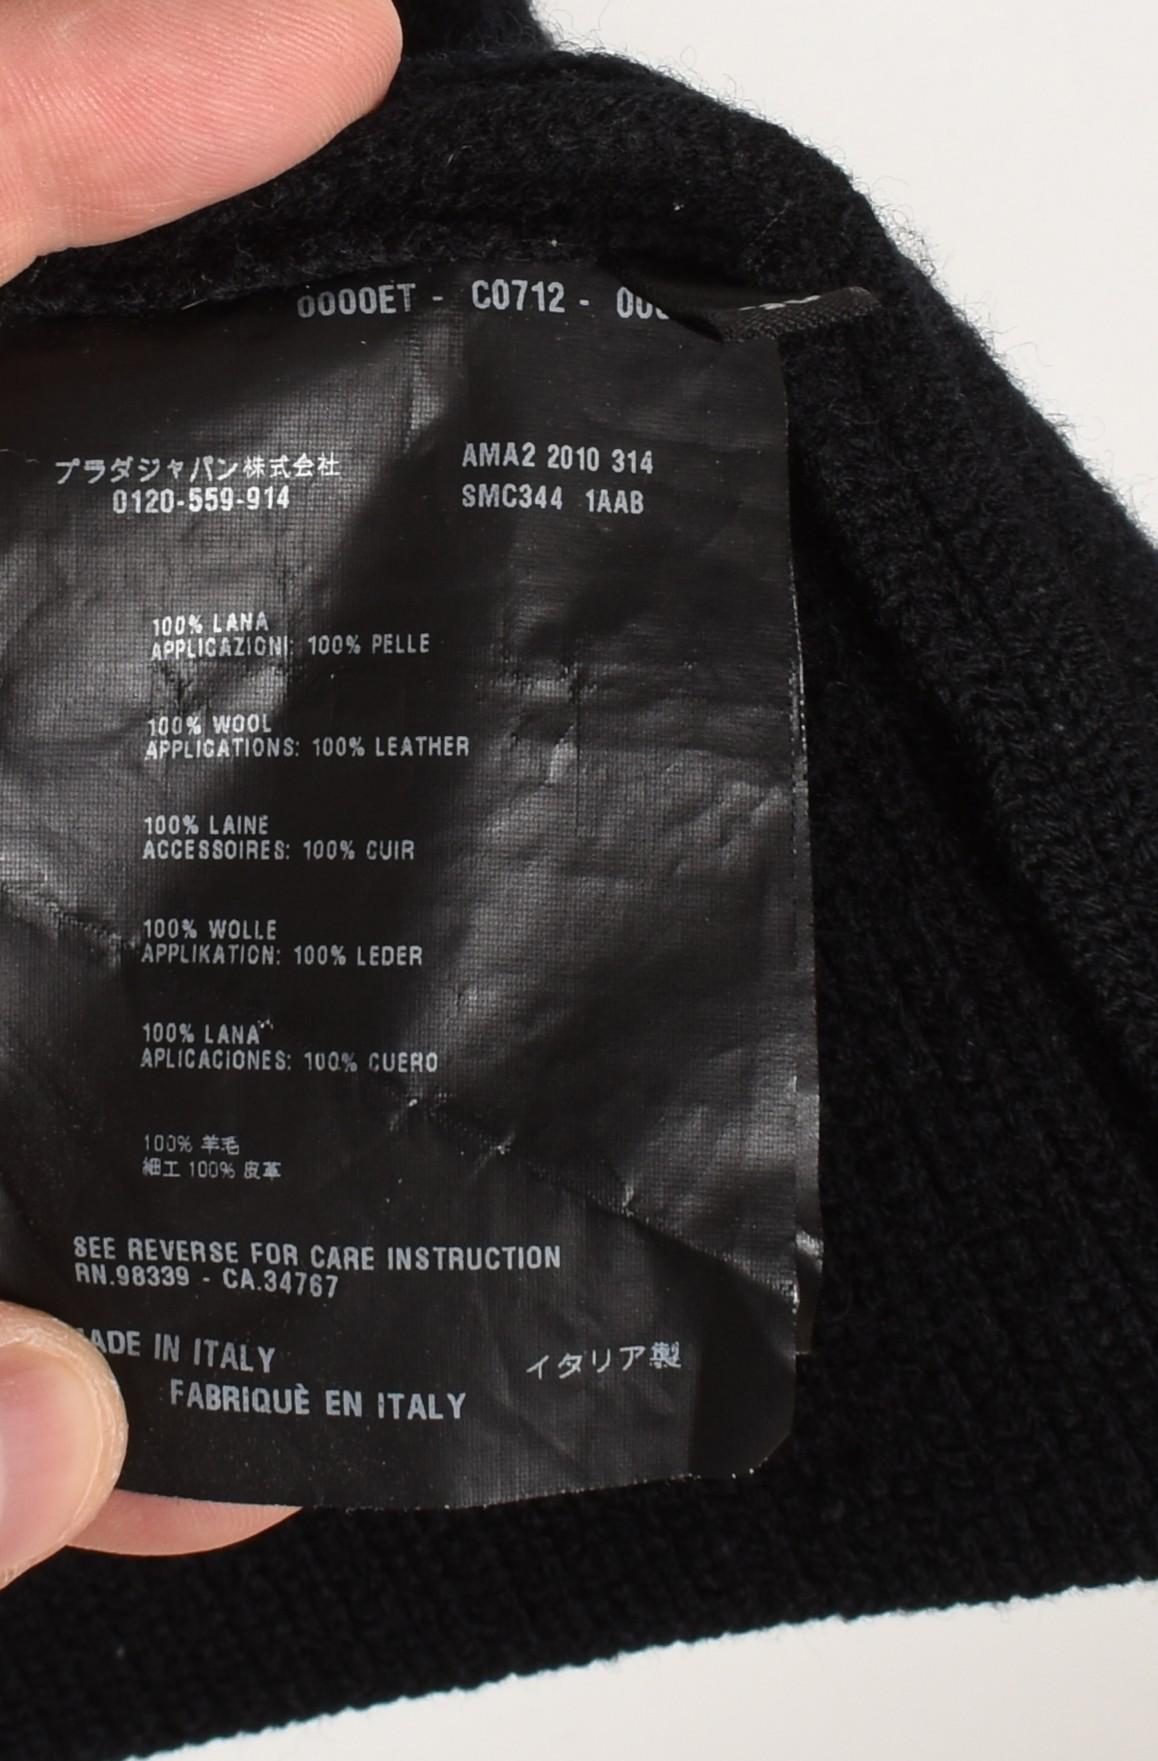 0000ET - C0712 -
プラダジャパン株式会社
0120-559-914
AMA2 2010 314
SMC344 1AAB
100% LANA
APPLICAZIONI: 100% PELLE
100% WOOL
APPLICATIONS: 100% LEATHER
100% LAINE
ACCESSOIRES: 100% CUIR
100% WOLLE
APPLIKATION: 100% LEDER
100% LANA
APLICACIONES: 100% CUERO
100% 羊毛
細工 100% 皮革
SEE REVERSE FOR CARE INSTRUCTION
RN.98339 - CA.34767
MADE IN ITALY
FABRIQUÈ EN ITALY
イタリア製